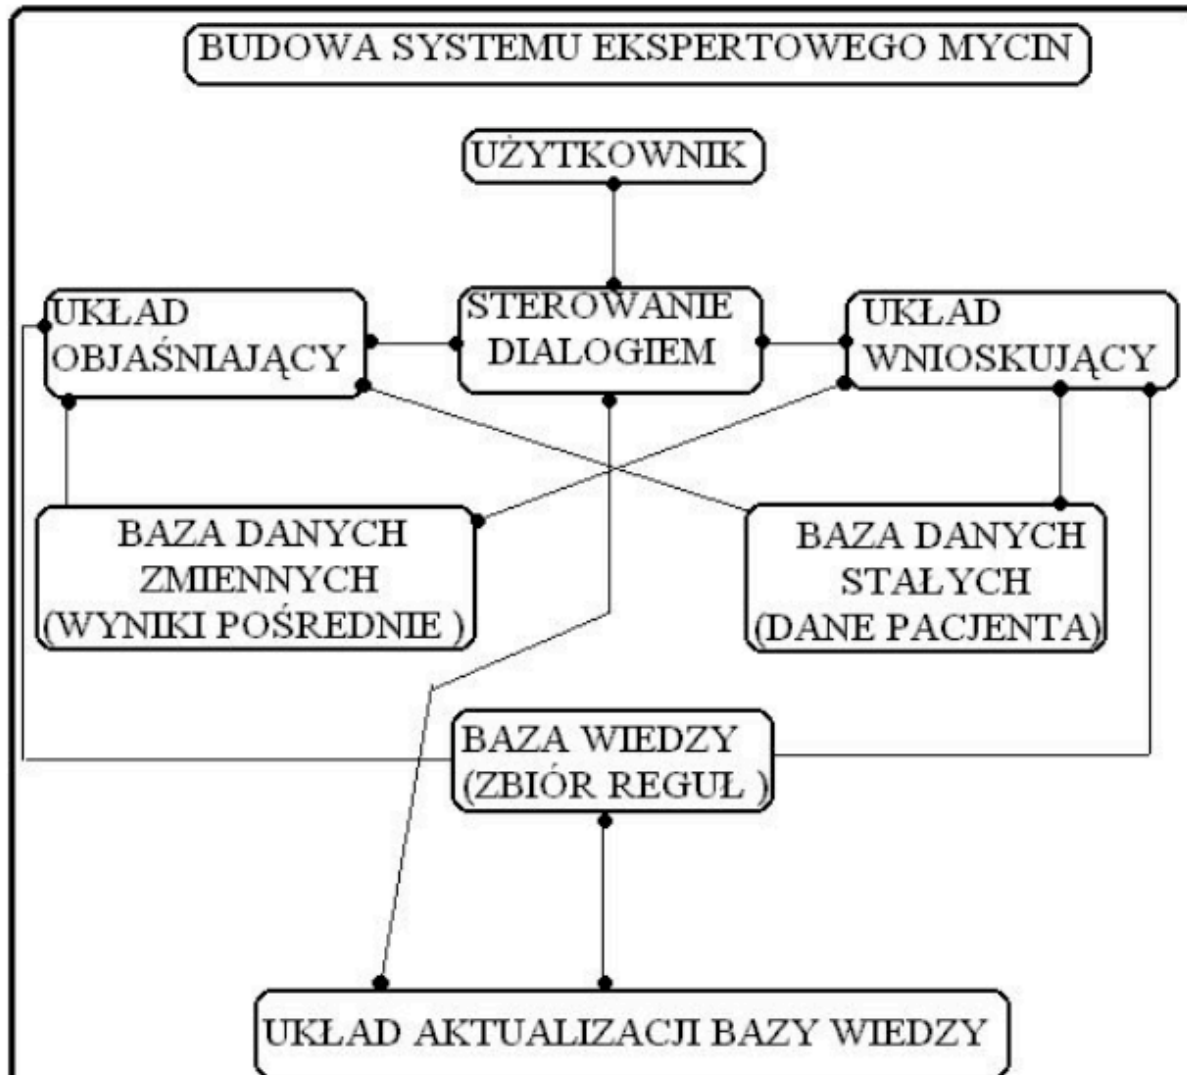 BUDOWA SYSTEMU EKSPERTOWEGO MYCIN
UŻYTKOWNIK
UKŁAD
OBJAŚNIAJĄCY
STEROWANIE
DIALOGIEM
UKŁAD
WNIOSKUJĄCY
BAZA DANYCH
ZMIENNYCH
(WYNIKI POŚREDNIE )
BAZA DANYCH
STAŁYCH
(DANE PACJENTA)
BAZA WIEDZY
(ZBIÓR REGUŁ )
UKŁAD AKTUALIZACJI BAZY WIEDZY